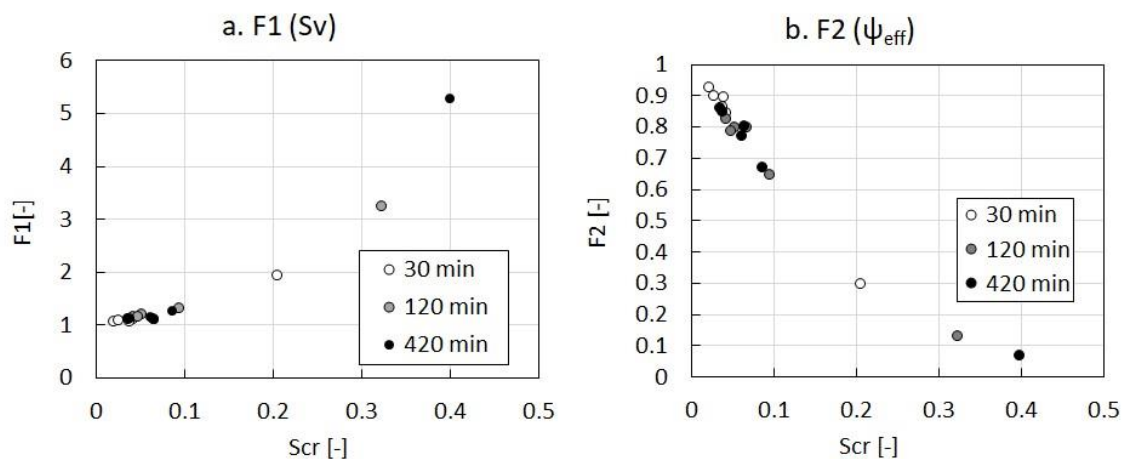 a. F1 (Sv)
6
5
4
3
2
1
0
F1[-]
0 0.1 0.2 0.3 0.4 0.5
Scr [-]
30 min
120 min
420 min
b. F2 (ψeff)
1
0.9
0.8
0.7
0.6
0.5
0.4
0.3
0.2
0.1
0
F2 [-]
0 0.1 0.2 0.3 0.4 0.5
Scr [-]
30 min
120 min
420 min